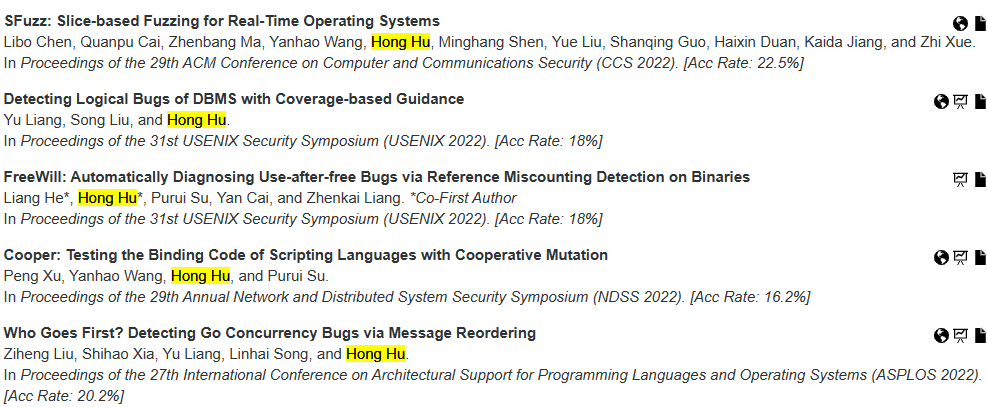 SFuzz: Slice-based Fuzzing for Real-Time Operating Systems
Libo Chen, Quanpu Cai, Zhenbang Ma, Yanhao Wang, Hong Hu, Minghang Shen, Yue Liu, Shanqing Guo, Haixin Duan, Kaida Jiang, and Zhi Xue.
In Proceedings of the 29th ACM Conference on Computer and Communications Security (CCS 2022). [Acc Rate: 22.5%]
Detecting Logical Bugs of DBMS with Coverage-based Guidance
Yu Liang, Song Liu, and Hong Hu.
In Proceedings of the 31st USENIX Security Symposium (USENIX 2022). [Acc Rate: 18%]
FreeWill: Automatically Diagnosing Use-after-free Bugs via Reference Miscounting Detection on Binaries
Liang He*, Hong Hu*, Purui Su, Yan Cai, and Zhenkai Liang. *Co-First Author
In Proceedings of the 31st USENIX Security Symposium (USENIX 2022). [Acc Rate: 18%]
Cooper: Testing the Binding Code of Scripting Languages with Cooperative Mutation
Peng Xu, Yanhao Wang, Hong Hu, and Purui Su.
In Proceedings of the 29th Annual Network and Distributed System Security Symposium (NDSS 2022). [Acc Rate: 16.2%]
Who Goes First? Detecting Go Concurrency Bugs via Message Reordering
Ziheng Liu, Shihao Xia, Yu Liang, Linhai Song, and Hong Hu.
In Proceedings of the 27th International Conference on Architectural Support for Programming Languages and Operating Systems (ASPLOS 2022).
[Acc Rate: 20.2%]